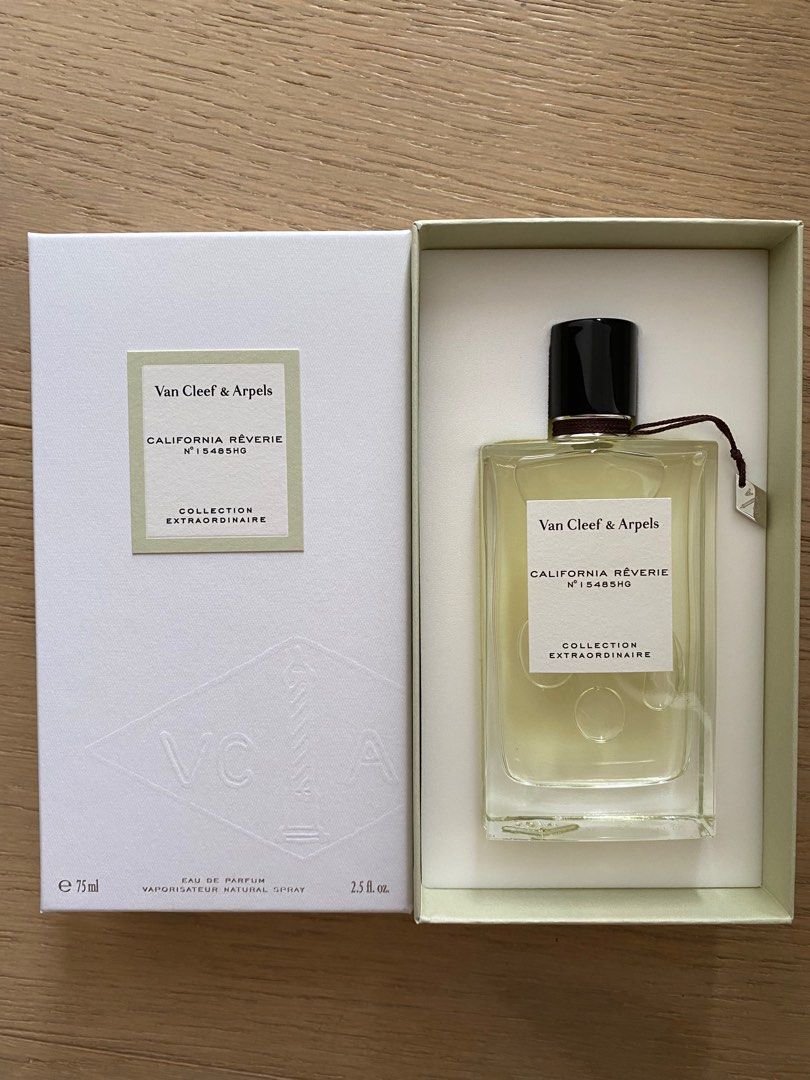 Van Cleef & Arpels
CALIFORNIA RÊVERIE
N°15485HG
COLLECTION
EXTRAORDINAIRE
VC A
EAU DE PARFUM
℮ 75 ml VAPORISATEUR NATURAL SPRAY 2.5 fl. oz.
Van Cleef & Arpels
CALIFORNIA RÊVERIE
N°15485HG
COLLECTION
EXTRAORDINAIRE